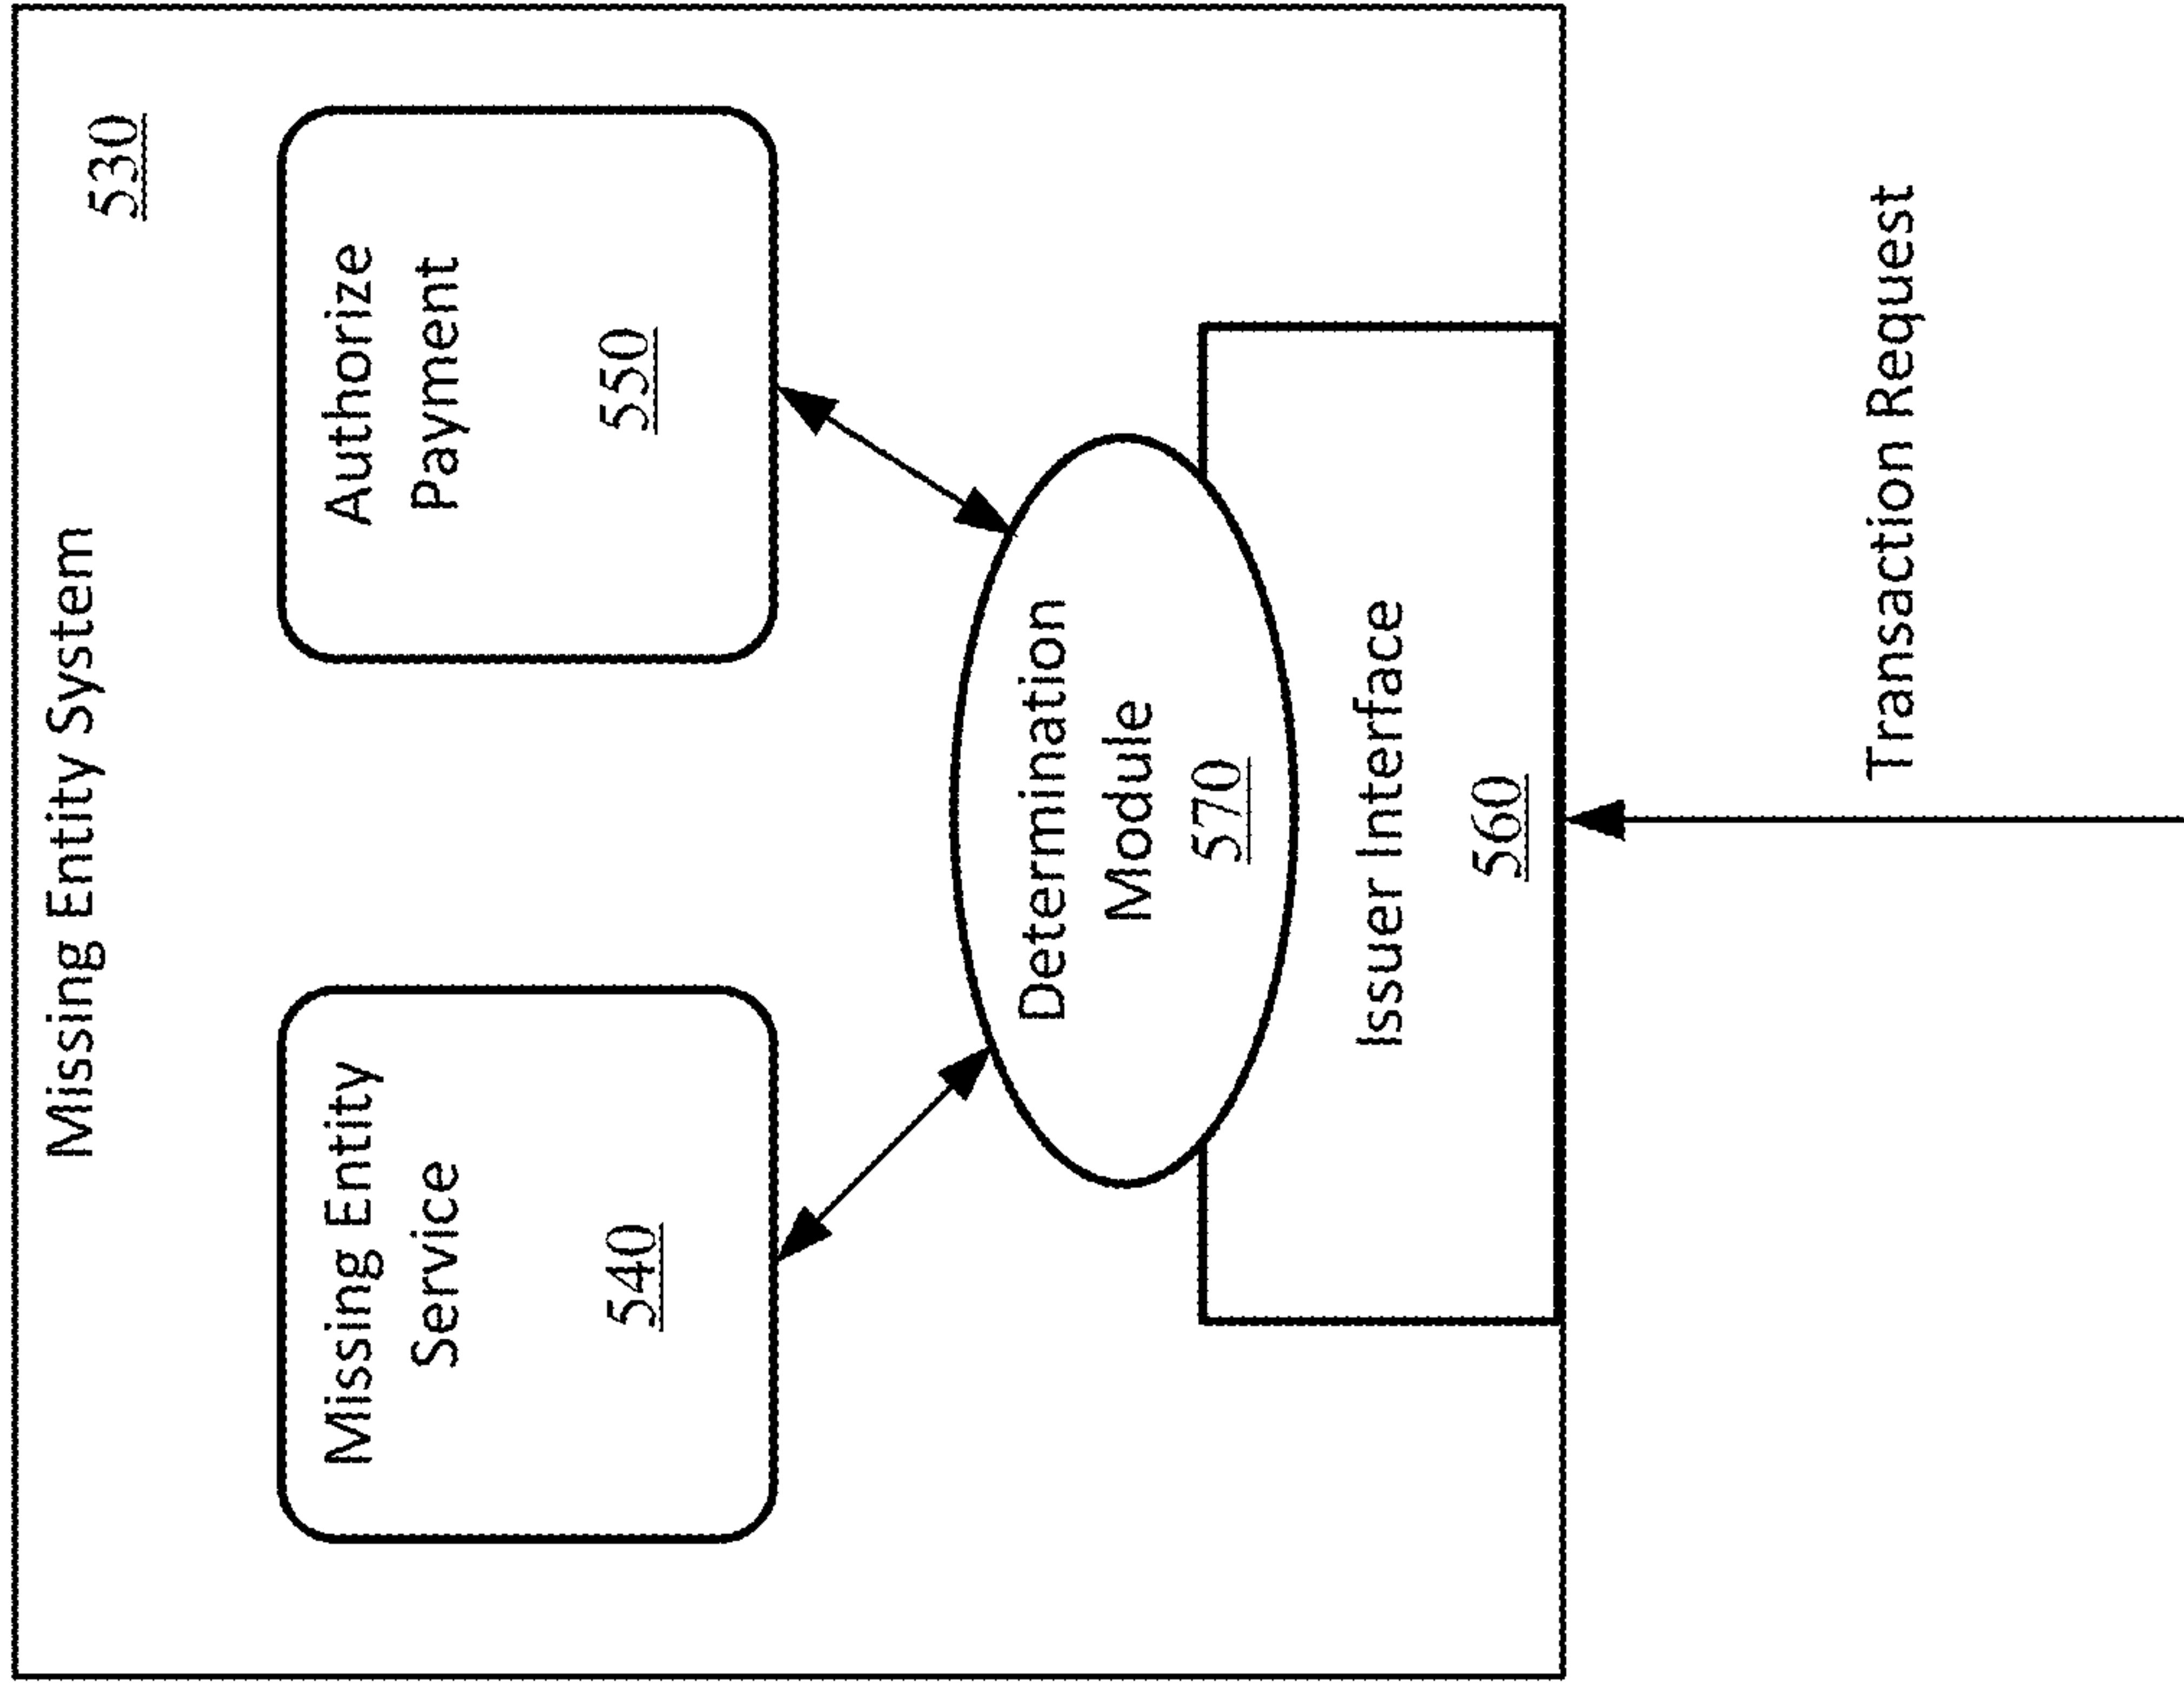 Missing Entity System
530
Missing Entity
Service
540
Authorize
Payment
550
Determination
Module
570
Issuer Interface
560
Transaction Request